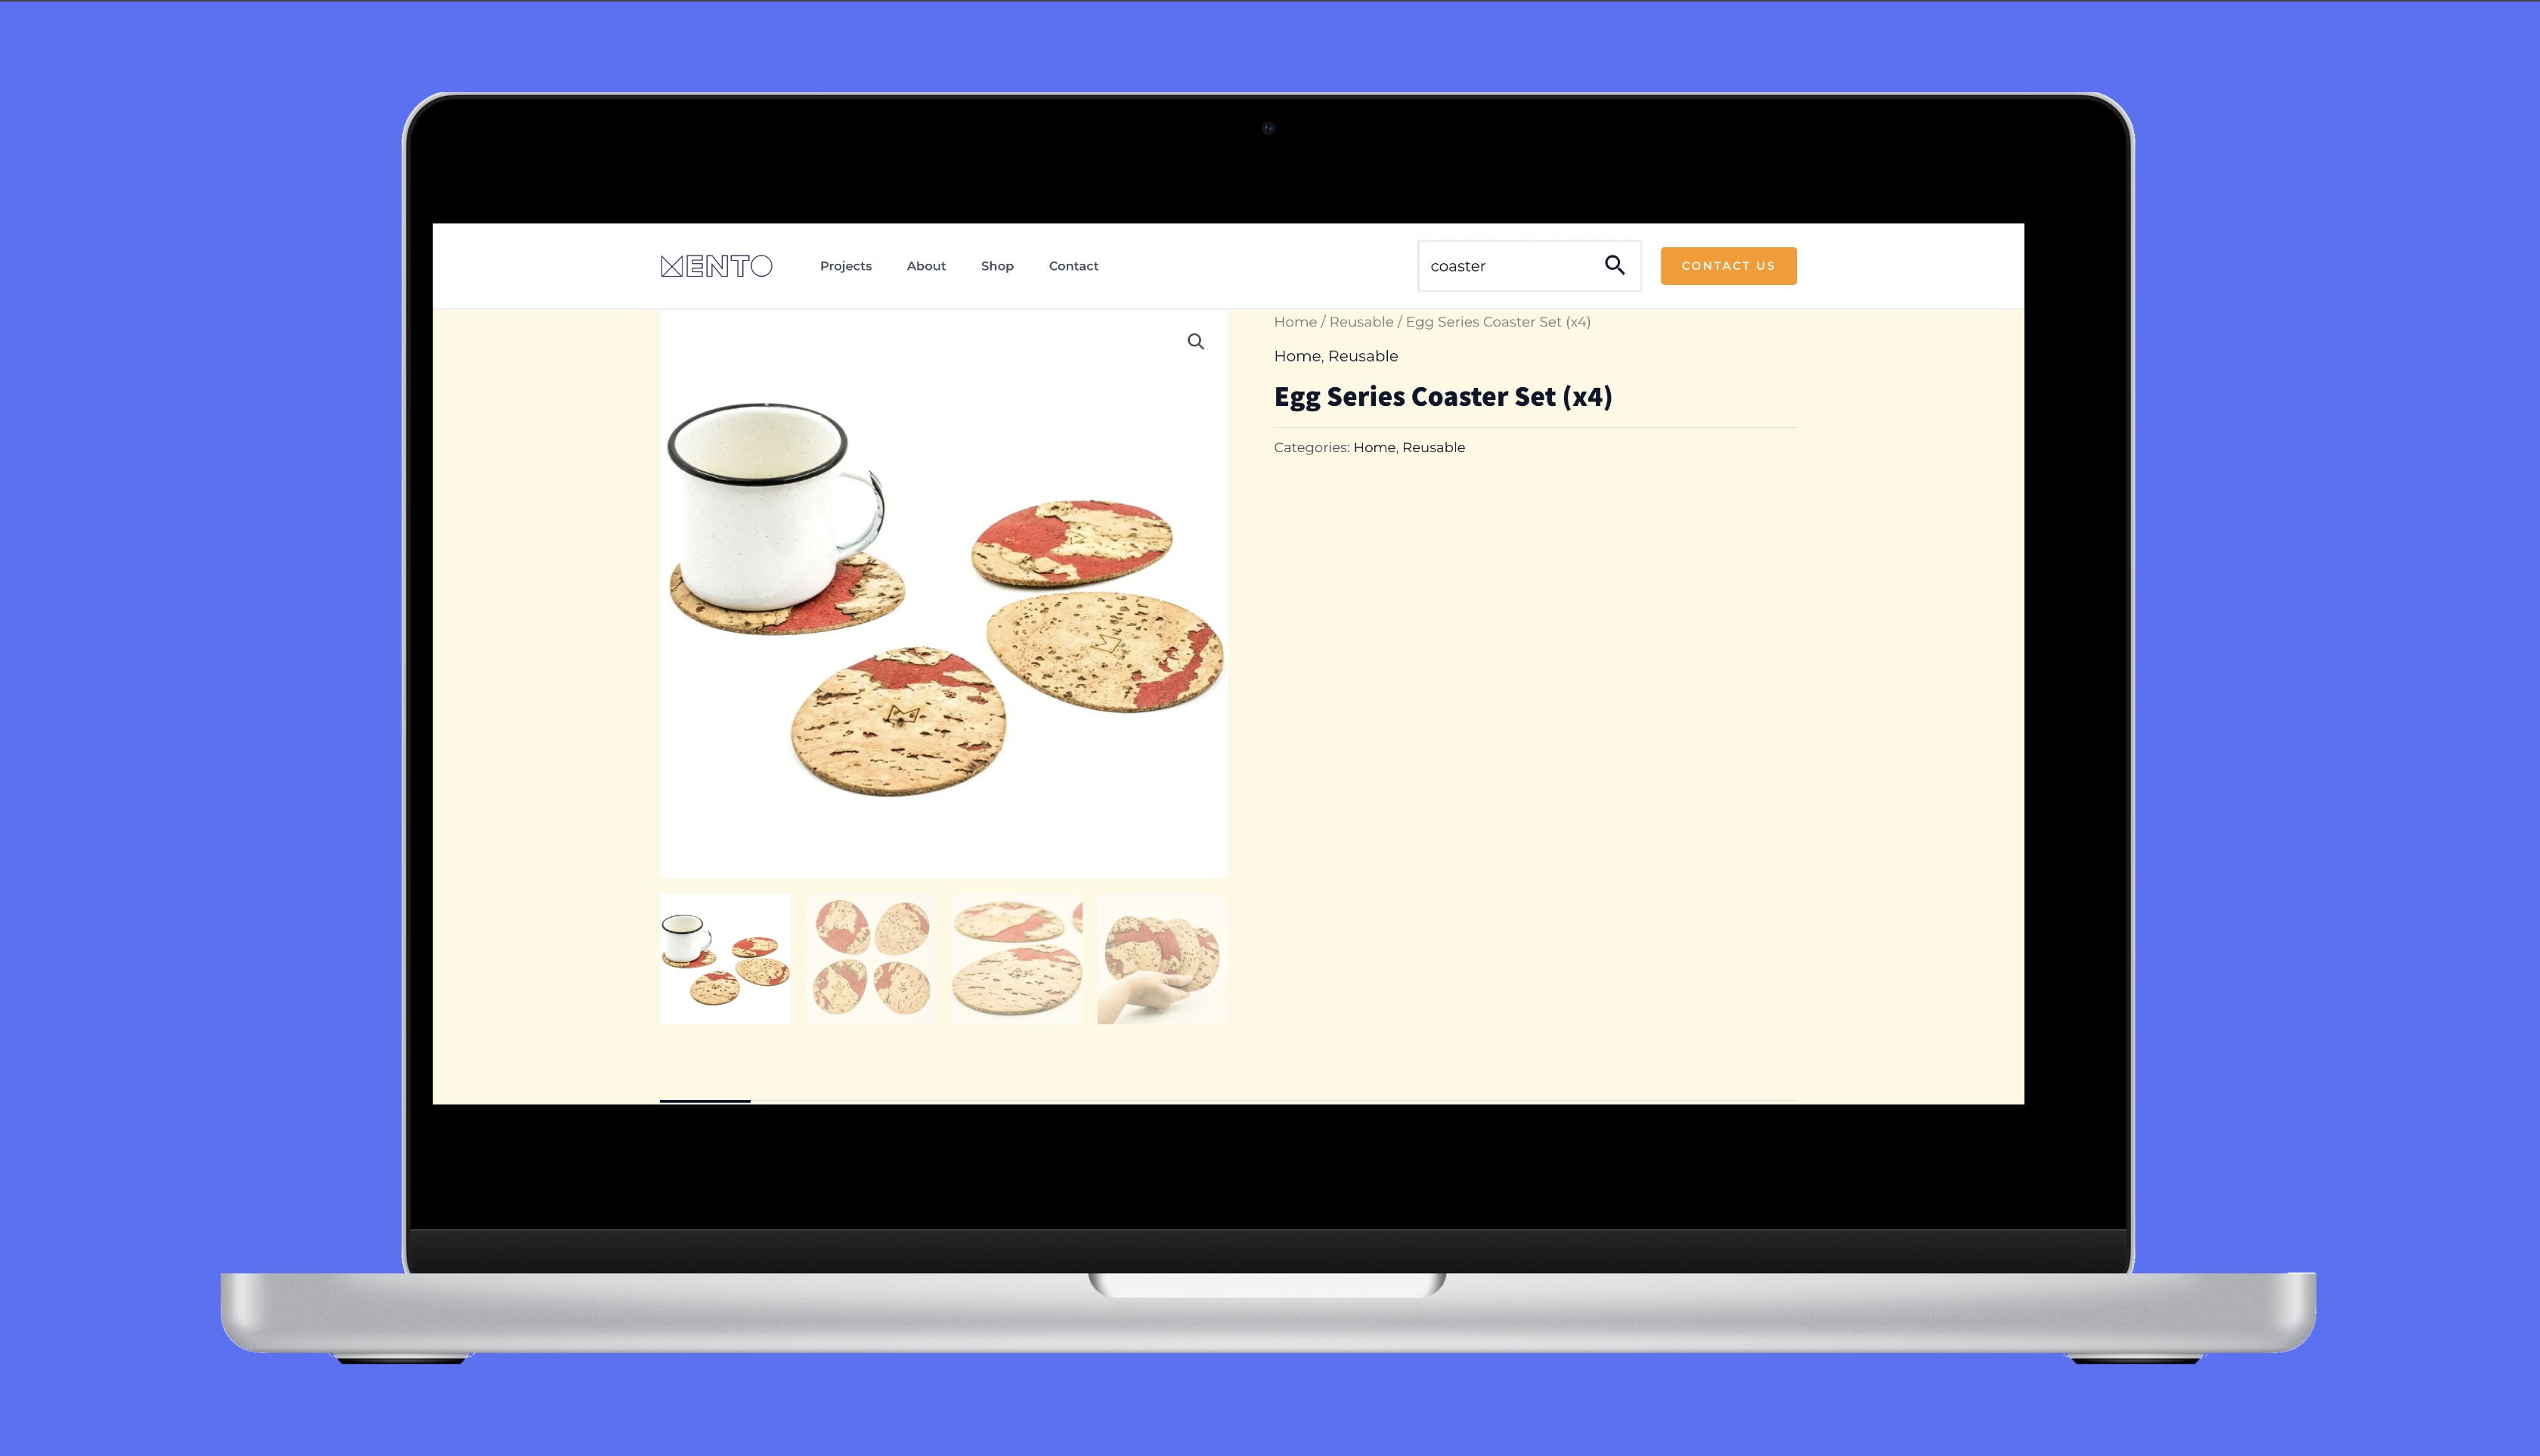 MENTO
Projects
About
Shop
Contact
coaster
CONTACT US
Home / Reusable / Egg Series Coaster Set (x4)
Home, Reusable
Egg Series Coaster Set (x4)
Categories: Home, Reusable